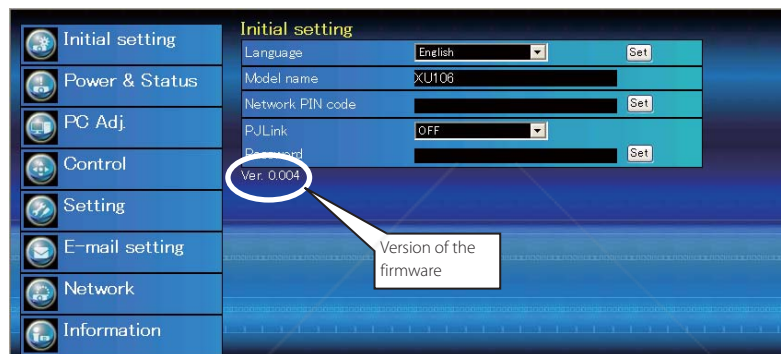 Initial setting
Power & Status
PC Adj.
Control
Setting
E-mail setting
Network
Information
Initial setting
Language English Set
Model name XU106
Network PIN code Set
PJLink OFF
Password Set
Ver. 0.004
Version of the
firmware